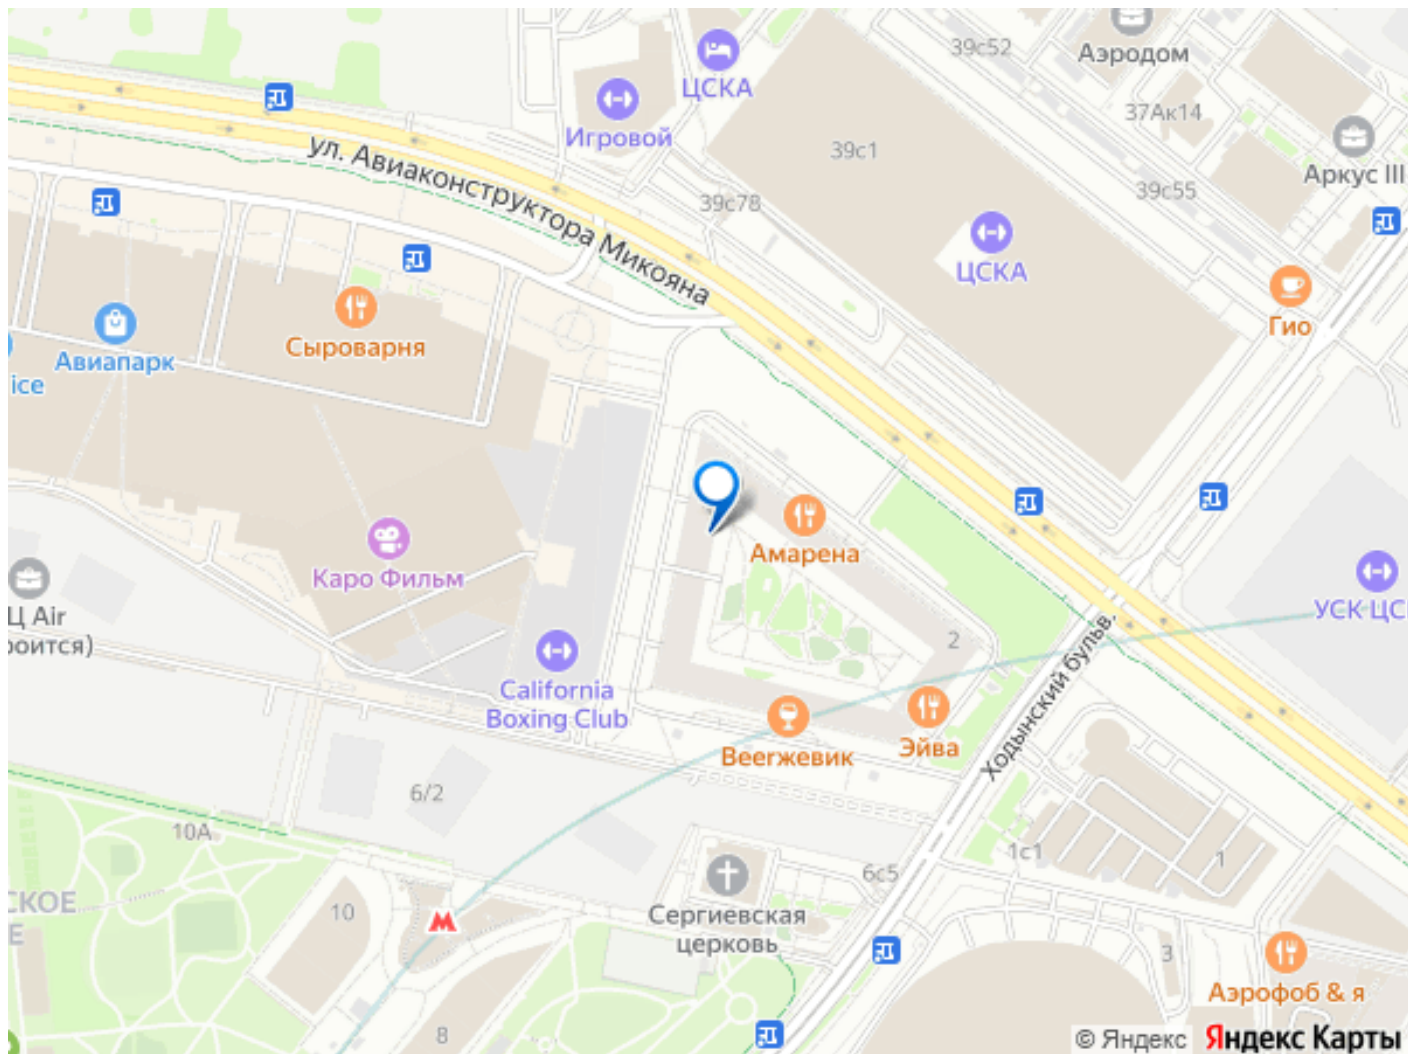 39с52
Аэродом
ЦСКА
37Ак14
Игровой
39с1
Аркус III
ул. Авиаконструктора Микояна
39с78
39с55
ЦСКА
Гио
Сыроварня
Авиапарк
ice
Амарена
Каро Фильм
Ц Air
роится)
УСК ЦС
2
California
Boxing Club
Ходынский бульв.
Веегжевик
Эйва
6/2
10А
1с1
1
6с5
СКОЕ
Е
10
Сергиевская
церковь
3
Аэрофоб & я
8
© Яндекс Яндекс Карты